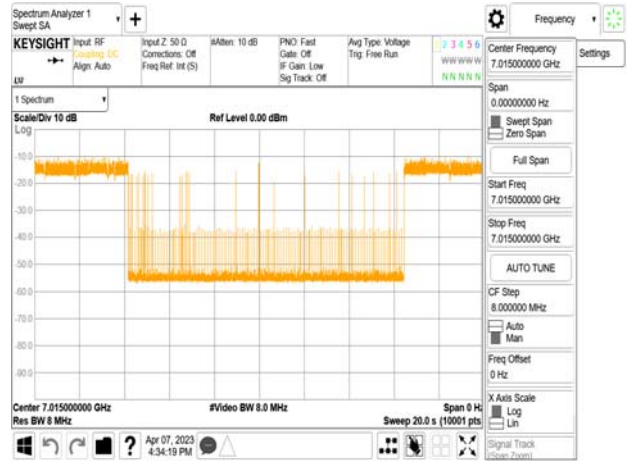 Spectrum Analyzer 1
Swept SA
+
Frequency
KEYSIGHT
Input: RF
Coupling: DC
Align: Auto
Input Z: 50 Ω
Corrections: Off
Freq Ref: Int (S)
#Atten: 10 dB
PNO: Fast
Gate: Off
IF Gain: Low
Sig Track: Off
Avg Type: Voltage
Trig: Free Run
2 3 4 5 6
W W W W W
N N N N N
LXI
1 Spectrum
Scale/Div 10 dB
Ref Level 0.00 dBm
Log
-10.0
-20.0
-30.0
-40.0
-50.0
-60.0
-70.0
-80.0
-90.0
Center 7.015000000 GHz
#Video BW 8.0 MHz
Span 0 Hz
Res BW 8 MHz
Sweep 20.0 s (10001 pts
?
Apr 07, 2023
4:34:19 PM
Center Frequency
7.015000000 GHz
Span
0.00000000 Hz
Swept Span
Zero Span
Full Span
Start Freq
7.015000000 GHz
Stop Freq
7.015000000 GHz
AUTO TUNE
CF Step
8.000000 MHz
Auto
Man
Freq Offset
0 Hz
X Axis Scale
Log
Lin
Signal Track
(Span Zoom)
Settings